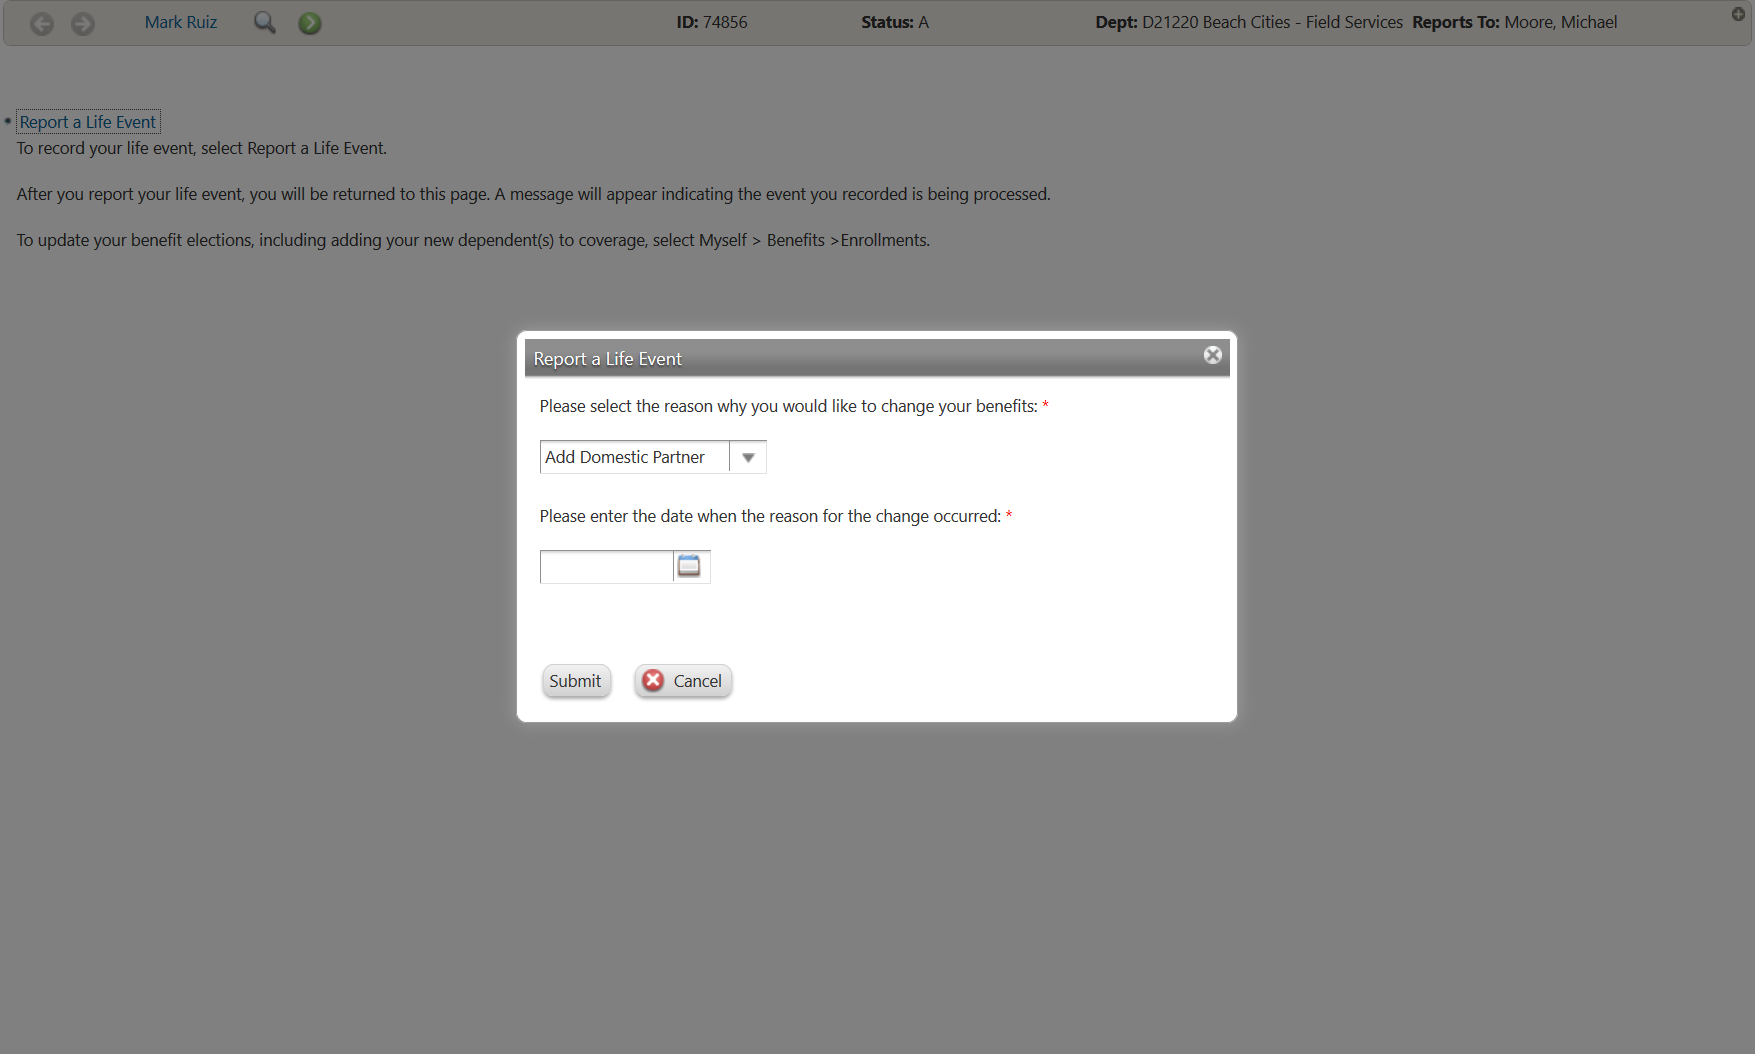 Mark Ruiz ID: 74856 Status: A Dept: D21220 Beach Cities - Field Services Reports To: Moore, Michael
Report a Life Event
To record your life event, select Report a Life Event.
After you report your life event, you will be returned to this page. A message will appear indicating the event you recorded is being processed.
To update your benefit elections, including adding your new dependent(s) to coverage, select Myself > Benefits >Enrollments.
Report a Life Event
Please select the reason why you would like to change your benefits: *
Add Domestic Partner
Please enter the date when the reason for the change occurred: *
Submit Cancel